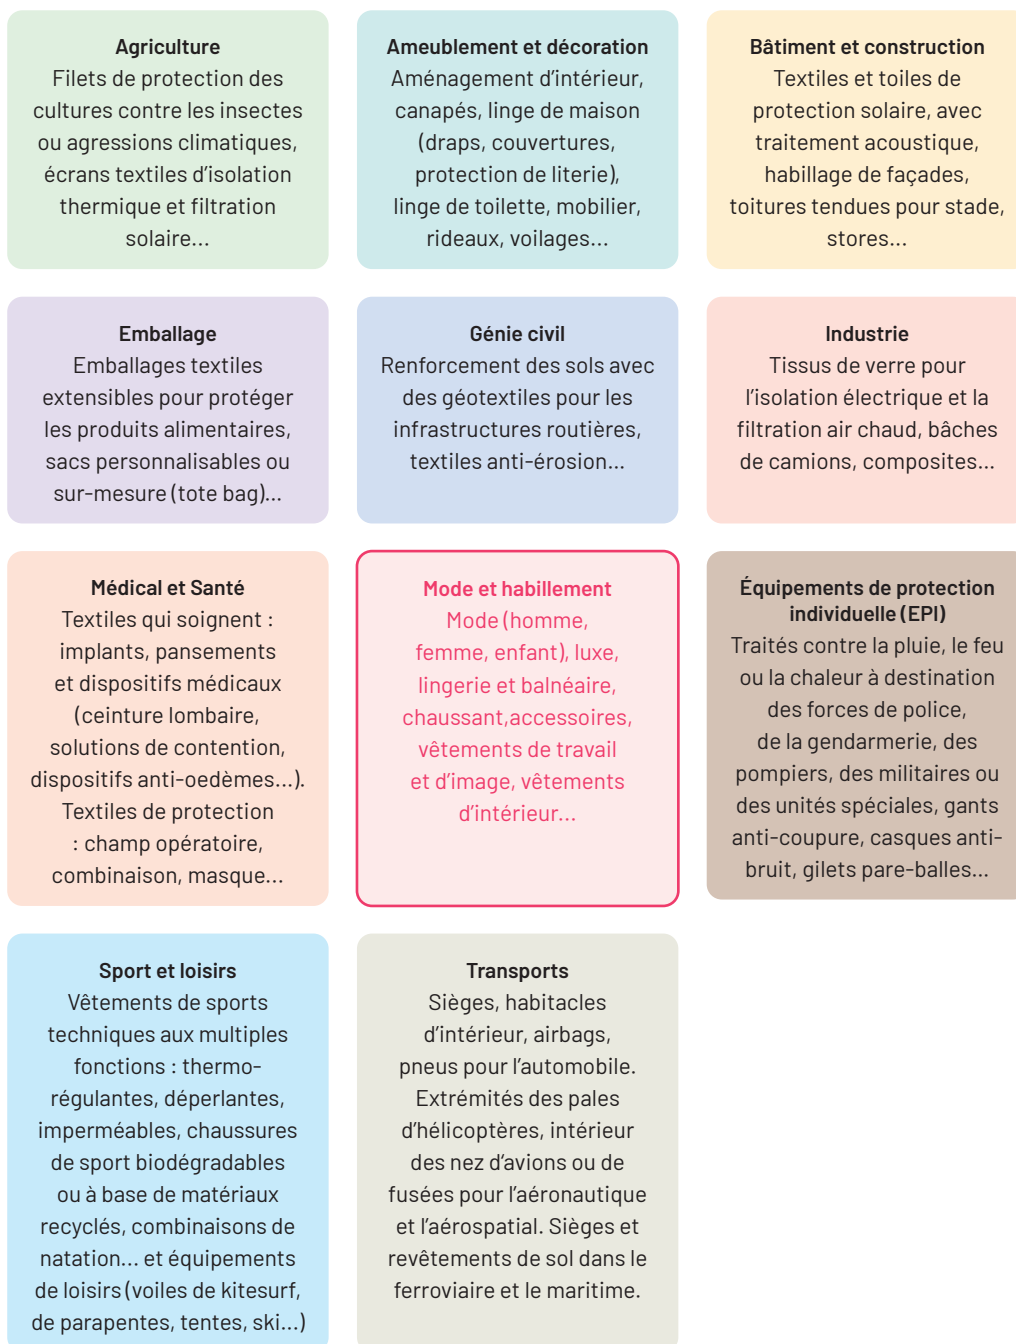 Agriculture
Filets de protection des
cultures contre les insectes
ou agressions climatiques,
écrans textiles d’isolation
thermique et filtration
solaire...
Ameublement et décoration
Aménagement d’intérieur,
canapés, linge de maison
(draps, couvertures,
protection de literie),
linge de toilette, mobilier,
rideaux, voilages...
Bâtiment et construction
Textiles et toiles de
protection solaire, avec
traitement acoustique,
habillage de façades,
toitures tendues pour stade,
stores...
Emballage
Emballages textiles
extensibles pour protéger
les produits alimentaires,
sacs personnalisables ou
sur-mesure (tote bag)...
Génie civil
Renforcement des sols avec
des géotextiles pour les
infrastructures routières,
textiles anti-érosion...
Industrie
Tissus de verre pour
l’isolation électrique et la
filtration air chaud, bâches
de camions, composites...
Médical et Santé
Textiles qui soignent :
implants, pansements
et dispositifs médicaux
(ceinture lombaire,
solutions de contention,
dispositifs anti-oedèmes...).
Textiles de protection
: champ opératoire,
combinaison, masque...
Mode et habillement
Mode (homme,
femme, enfant), luxe,
lingerie et balnéaire,
chaussant,accessoires,
vêtements de travail
et d’image, vêtements
d’intérieur...
Équipements de protection
individuelle (EPI)
Traités contre la pluie, le feu
ou la chaleur à destination
des forces de police,
de la gendarmerie, des
pompiers, des militaires ou
des unités spéciales, gants
anti-coupure, casques anti-
bruit, gilets pare-balles...
Sport et loisirs
Vêtements de sports
techniques aux multiples
fonctions : thermo-
régulantes, déperlantes,
imperméables, chaussures
de sport biodégradables
ou à base de matériaux
recyclés, combinaisons de
natation... et équipements
de loisirs (voiles de kitesurf,
de parapentes, tentes, ski...)
Transports
Sièges, habitacles
d’intérieur, airbags,
pneus pour l’automobile.
Extrémités des pales
d’hélicoptères, intérieur
des nez d’avions ou de
fusées pour l’aéronautique
et l’aérospatial. Sièges et
revêtements de sol dans le
ferroviaire et le maritime.